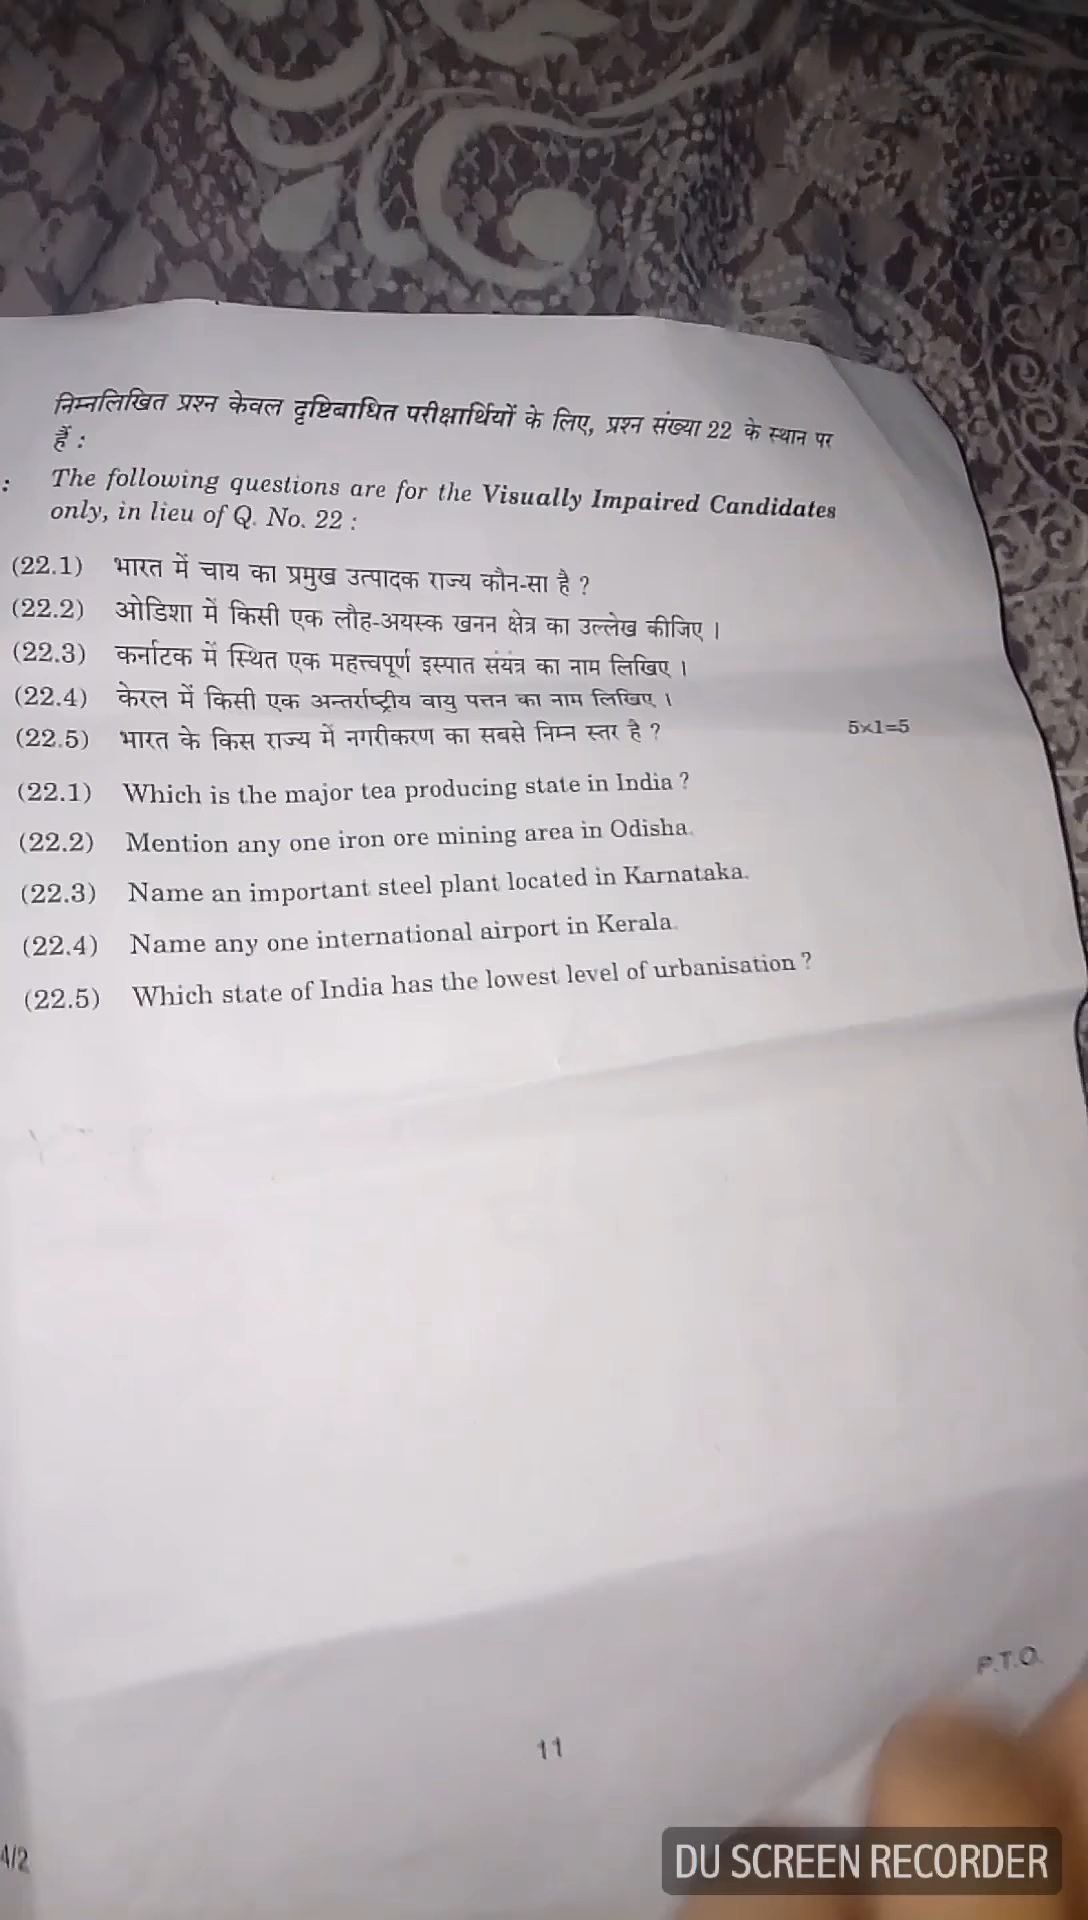 निम्नलिखित प्रश्न केवल दृष्टिबाधित परीक्षार्थियों के लिए, प्रश्न संख्या 22 के स्थान पर
हैं :
: The following questions are for the Visually Impaired Candidates
only, in lieu of Q. No. 22 :
(22.1) भारत में चाय का प्रमुख उत्पादक राज्य कौन-सा है ?
(22.2) ओडिशा में किसी एक लौह-अयस्क खनन क्षेत्र का उल्लेख कीजिए ।
(22.3) कर्नाटक में स्थित एक महत्त्वपूर्ण इस्पात संयंत्र का नाम लिखिए ।
(22.4) केरल में किसी एक अन्तर्राष्ट्रीय वायु पत्तन का नाम लिखिए ।
(22.5) भारत के किस राज्य में नगरीकरण का सबसे निम्न स्तर है ? 5×1=5
(22.1) Which is the major tea producing state in India ?
(22.2) Mention any one iron ore mining area in Odisha.
(22.3) Name an important steel plant located in Karnataka.
(22.4) Name any one international airport in Kerala.
(22.5) Which state of India has the lowest level of urbanisation ?
P.T.O.
11
4/2
DU SCREEN RECORDER